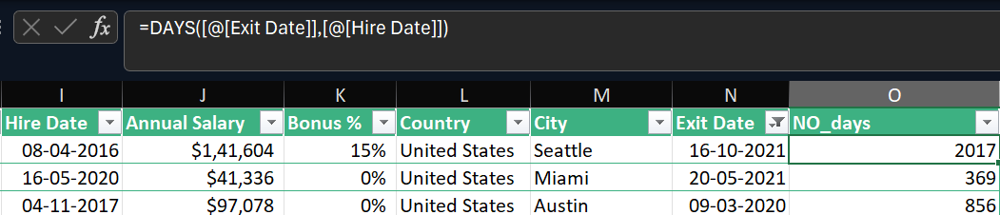 fx =DAYS([@[Exit Date]],[@[Hire Date]])
I J K L M N O
Hire Date Annual Salary Bonus % Country City Exit Date NO_days
08-04-2016 $1,41,604 15% United States Seattle 16-10-2021 2017
16-05-2020 $41,336 0% United States Miami 20-05-2021 369
04-11-2017 $97,078 0% United States Austin 09-03-2020 856